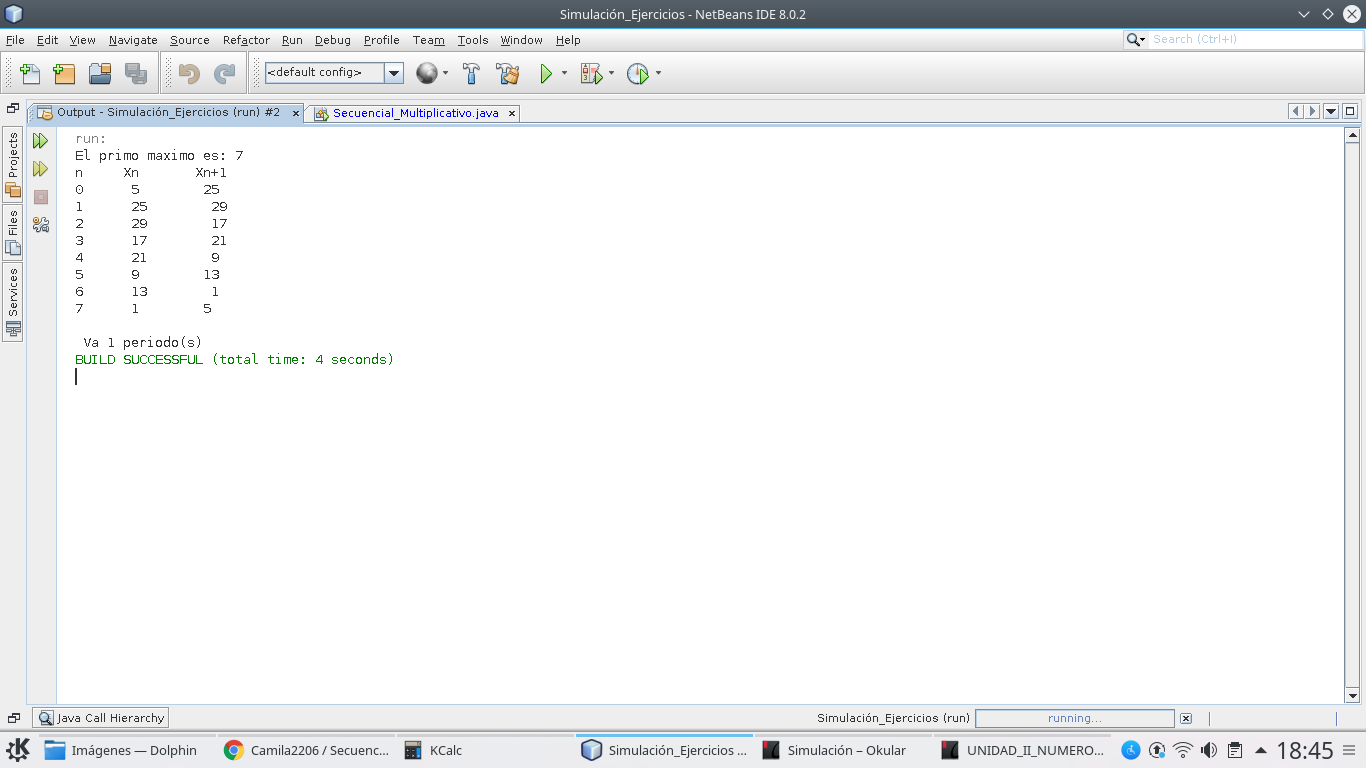 Simulación_Ejercicios - NetBeans IDE 8.0.2
File Edit View Navigate Source Refactor Run Debug Profile Team Tools Window Help
Search (Ctrl+I)
<default config>
Output - Simulación_Ejercicios (run) #2
Secuencial_Multiplicativo.java
Projects
Files
Services
run:
El primo maximo es: 7
n Xn Xn+1
0 5 25
1 25 29
2 29 17
3 17 21
4 21 9
5 9 13
6 13 1
7 1 5
Va 1 periodo(s)
BUILD SUCCESSFUL (total time: 4 seconds)
Java Call Hierarchy
Simulación_Ejercicios (run)
running...
Imágenes — Dolphin
Camila2206 / Secuenc...
KCalc
Simulación_Ejercicios ...
Simulación – Okular
UNIDAD_II_NUMERO...
18:45